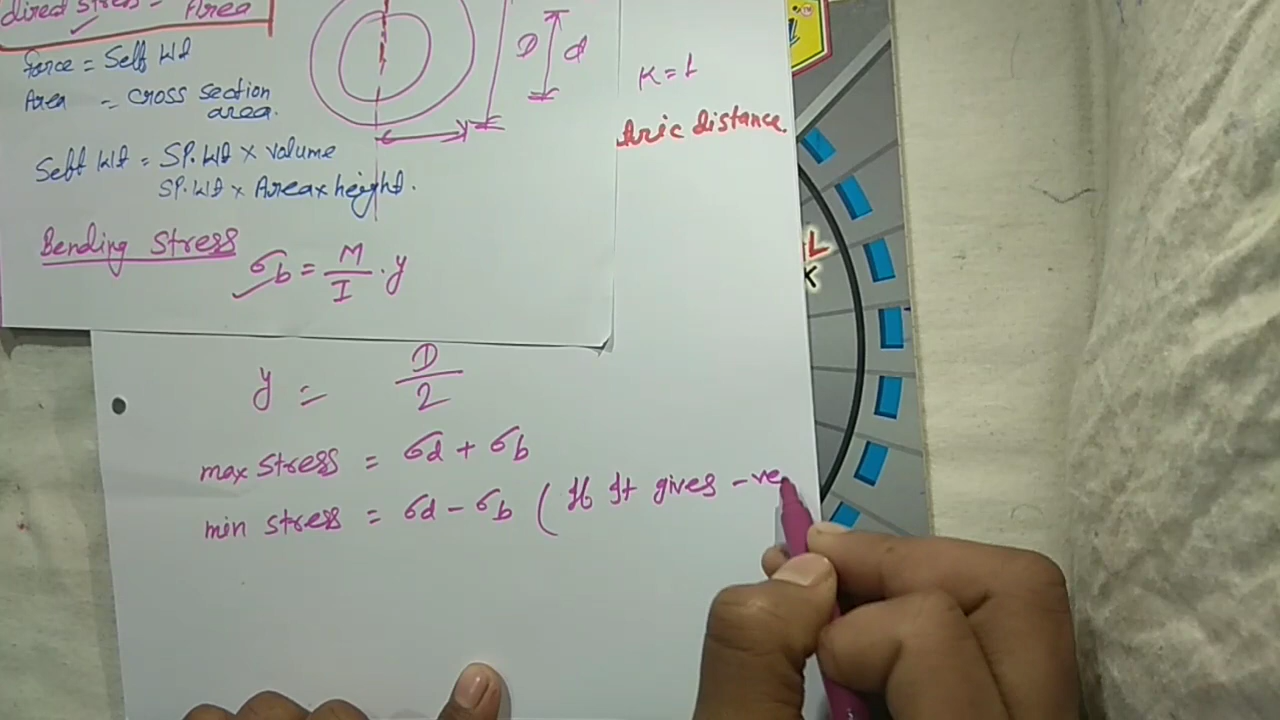 direct stress = Area
force = Self Wt
Area = cross section
area.
D d
K = 1
tric distance.
Self Wt = SP.Wt x volume
SP.Wt x Area x height.
y
Bending Stress
σb = M/I . y
y = D/2
max stress = σd + σb
min stress = σd - σb ( If It gives -ve